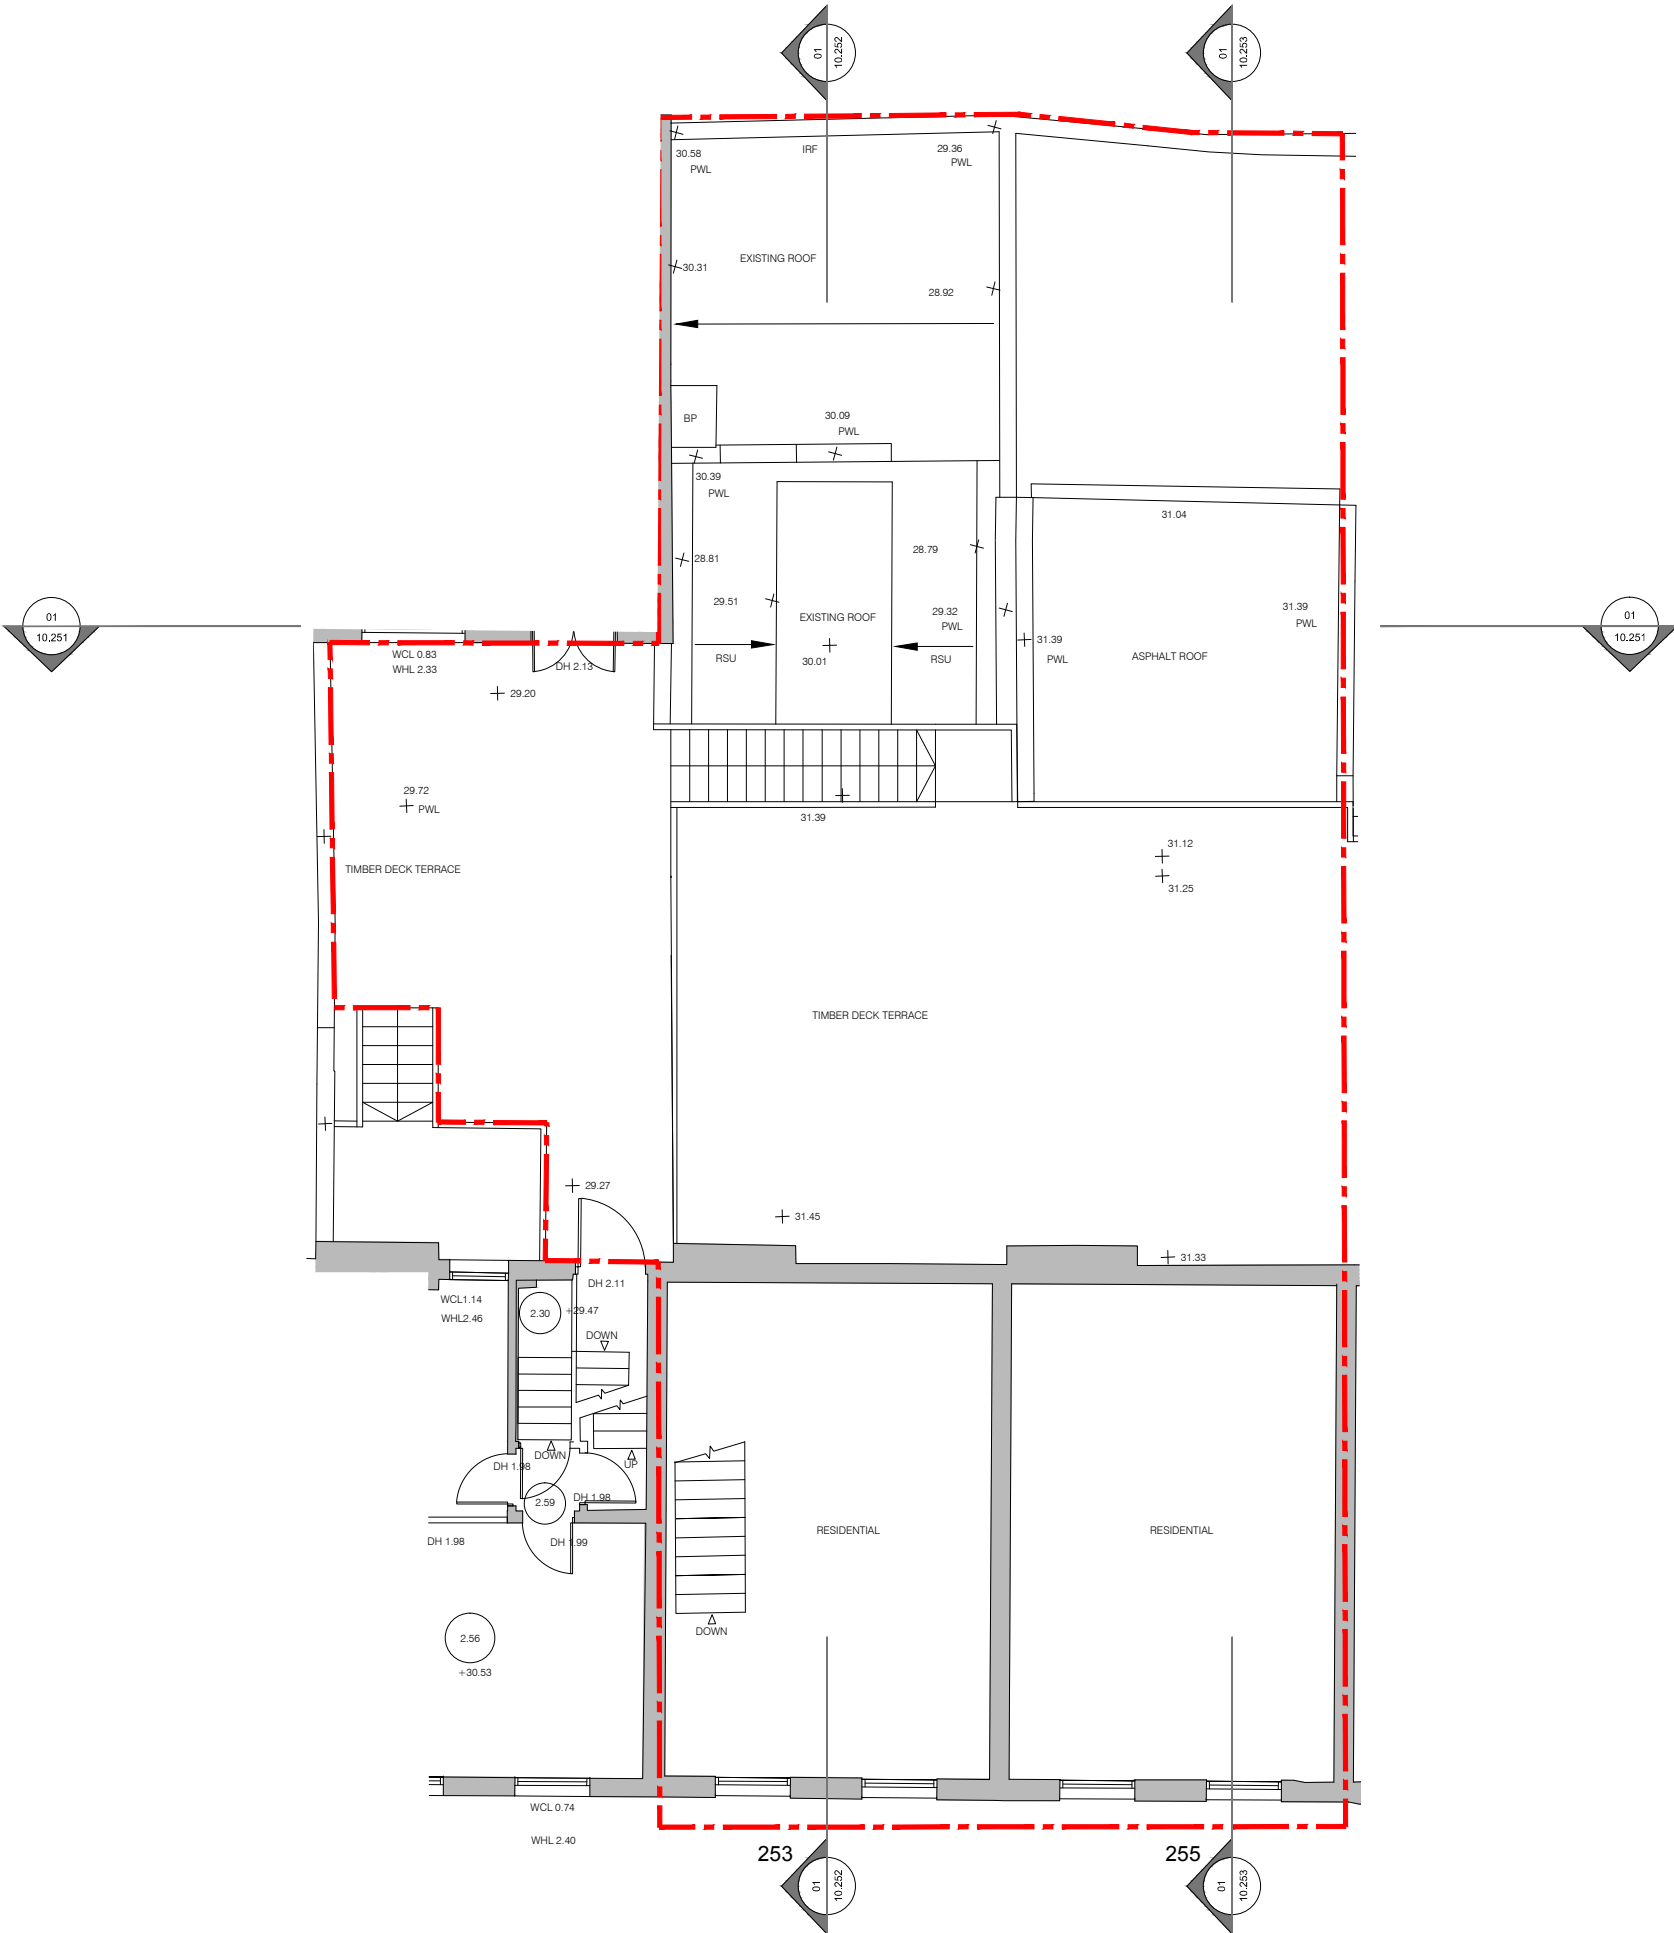 01
10.252
01
10.253
30.58
PWL
IRF
29.36
PWL
EXISTING ROOF
30.31
28.92
BP
30.09
PWL
30.39
PWL
31.04
28.79
28.81
29.51
EXISTING ROOF
29.32
PWL
31.39
PWL
01
10,251
01
10.251
31.39
PWL
ASPHALT ROOF
WCL 0.83
WHL 2.33
DH 2.13
RSU
30.01
RSU
29.20
29.72
PWL
31.39
31.12
TIMBER DECK TERRACE
31.25
TIMBER DECK TERRACE
29.27
31.45
31.33
DH 2.11
WCL1.14
WHL2.46
2.30
+29.47
DOWN
DOWN
UP
DH 1.98
DH 1.98
2.59
DH 1.98
DH 1.99
RESIDENTIAL
RESIDENTIAL
DOWN
2.56
+30.53
WCL 0.74
WHL 2.40
253
255
01
10.252
01
10.253